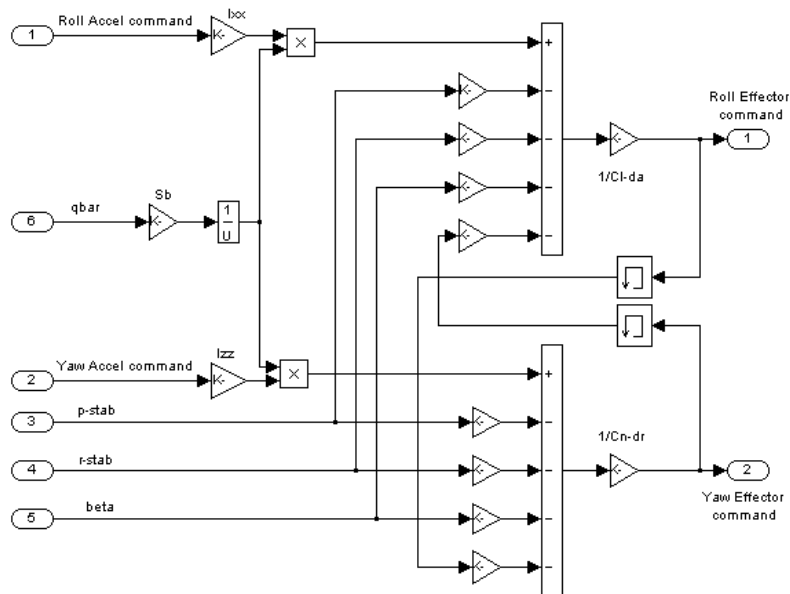 Roll Accel command
Ixx
1
K-
×
+
K-
−
Roll Effector
command
K-
−
K-
1
1/Cl-da
Sb
K-
−
qbar
6
K-
1
U
K-
−
Izz
Yaw Accel command
2
K-
×
+
p-stab
3
K-
−
1/Cn-dr
r-stab
4
K-
−
K-
2
Yaw Effector
command
beta
5
K-
−
K-
−